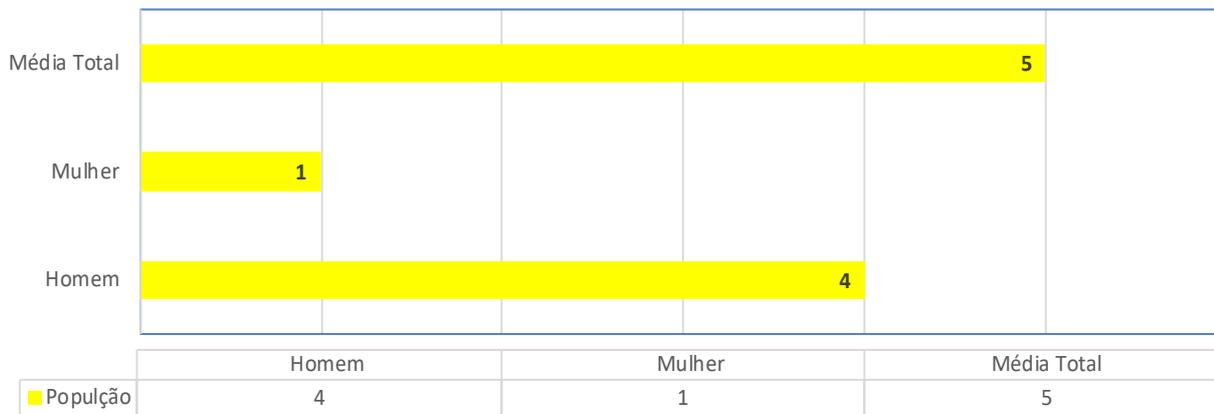 Média Total 5
Mulher 1
Homem 4
Homem Mulher Média Total
Populção 4 1 5